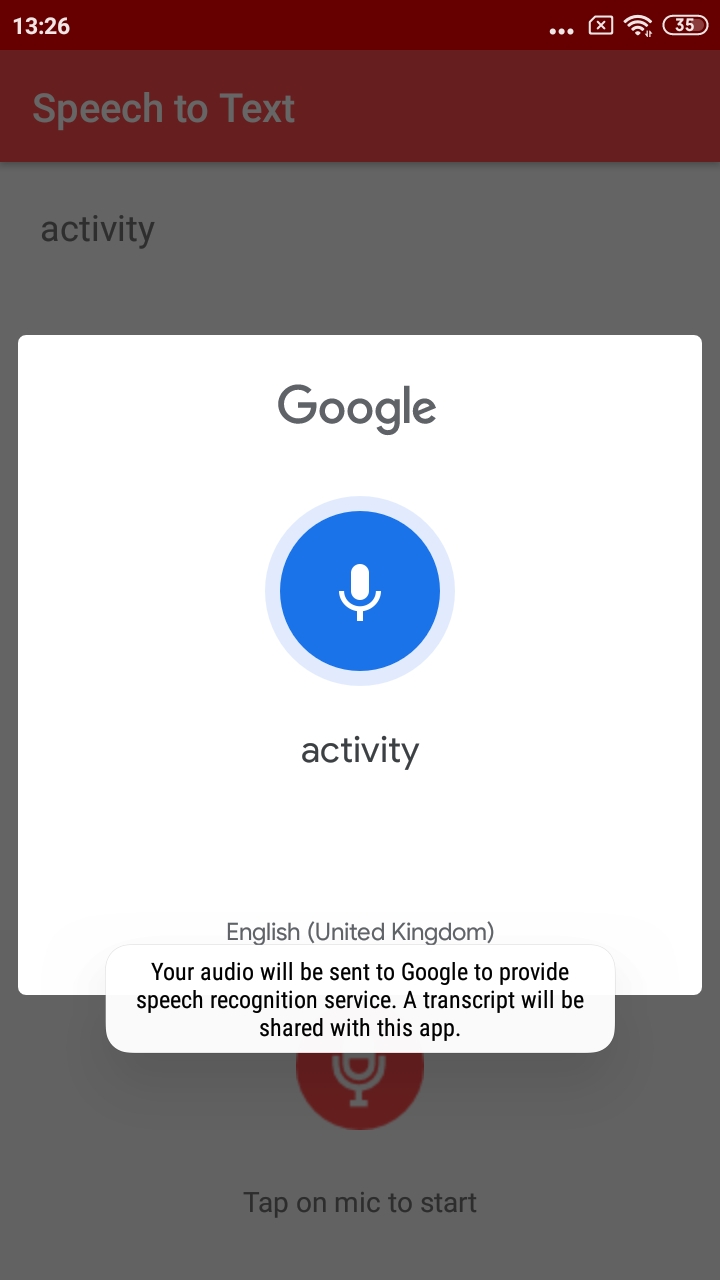 13:26
35
Speech to Text
activity
Google
activity
English (United Kingdom)
Your audio will be sent to Google to provide
speech recognition service. A transcript will be
shared with this app.
Tap on mic to start